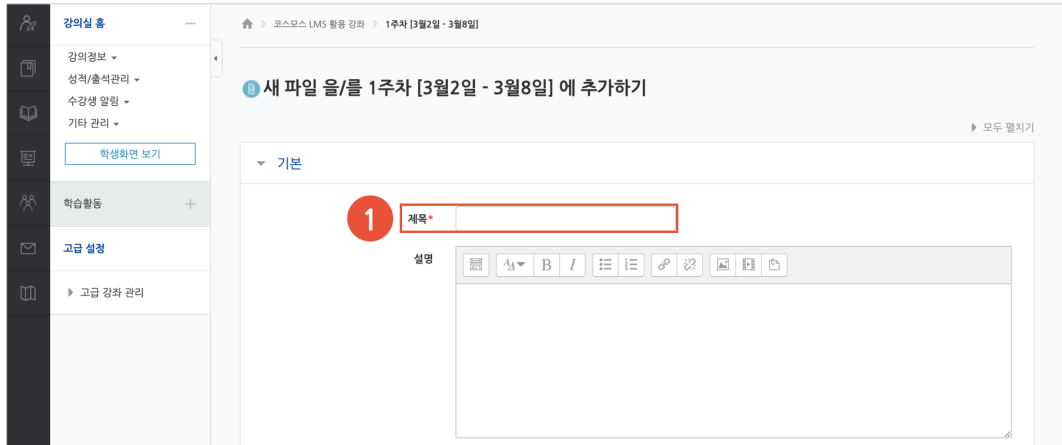 강의실 홈
강의정보
성적/출석관리
수강생 알림
기타 관리
학생화면 보기
학습활동
고급 설정
고급 강좌 관리
코스모스 LMS 활용 강좌 > 1주차 [3월2일 - 3월8일]
새 파일 을/를 1주차 [3월2일 - 3월8일] 에 추가하기
모두 펼치기
기본
1 제목*
설명
B I